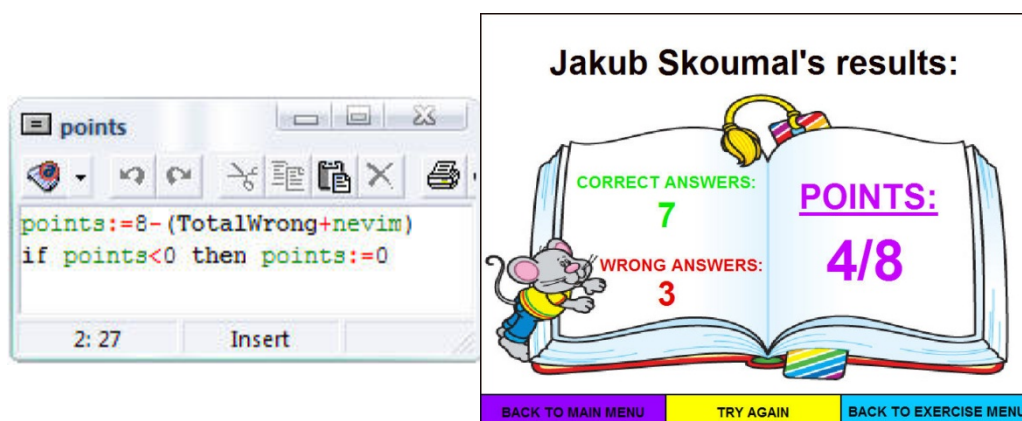 points
points:=8-(TotalWrong+nevim)
if points<0 then points:=0
2: 27
Insert
Jakub Skoumal's results:
CORRECT ANSWERS:
7
WRONG ANSWERS:
3
POINTS:
4/8
BACK TO MAIN MENU
TRY AGAIN
BACK TO EXERCISE MENU